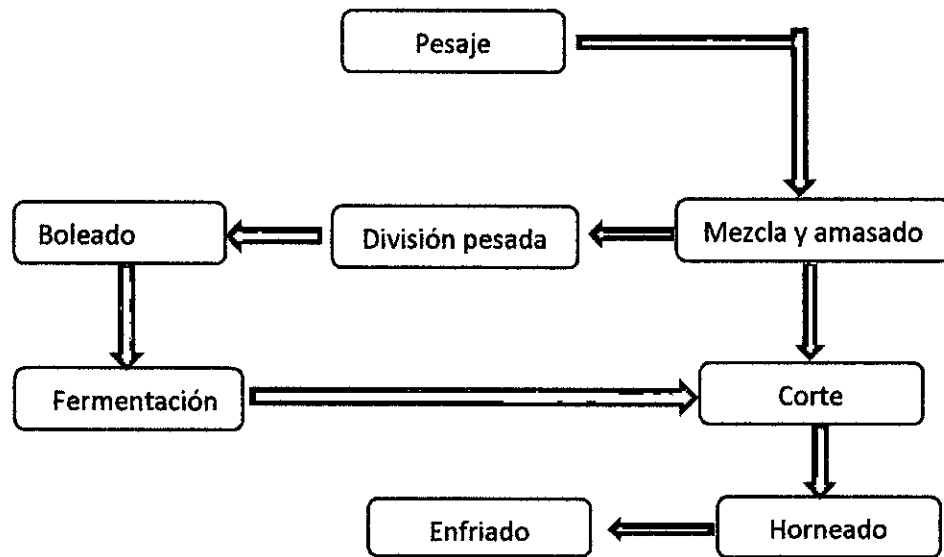 Pesaje
Boleado
División pesada
Mezcla y amasado
Fermentación
Corte
Enfriado
Horneado